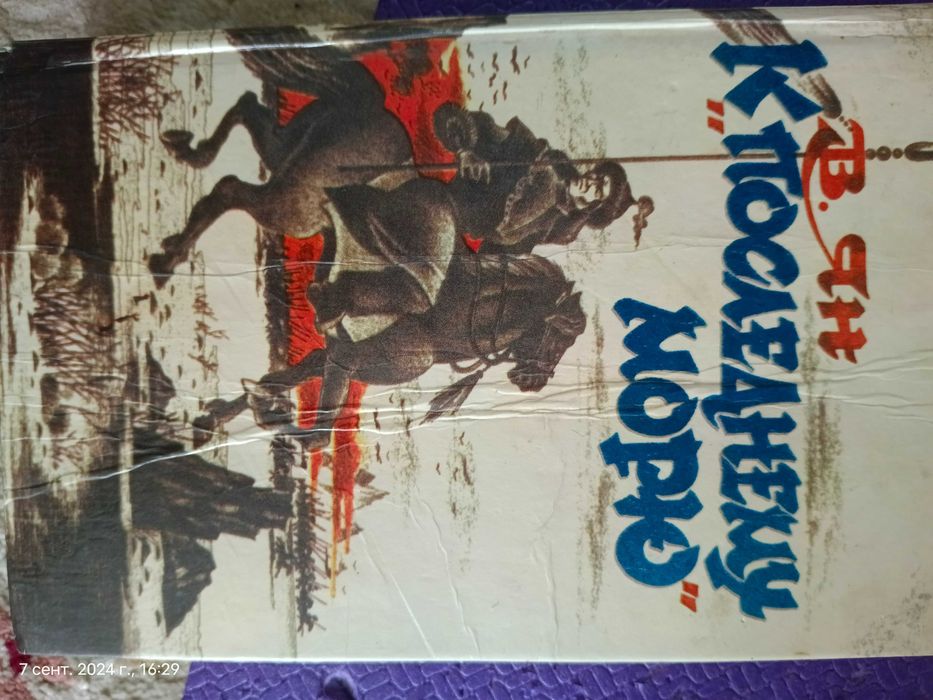 В. ЯН
"К ПОСЛЕДНЕМУ
МОРЮ"
7 сент. 2024 г., 16:29